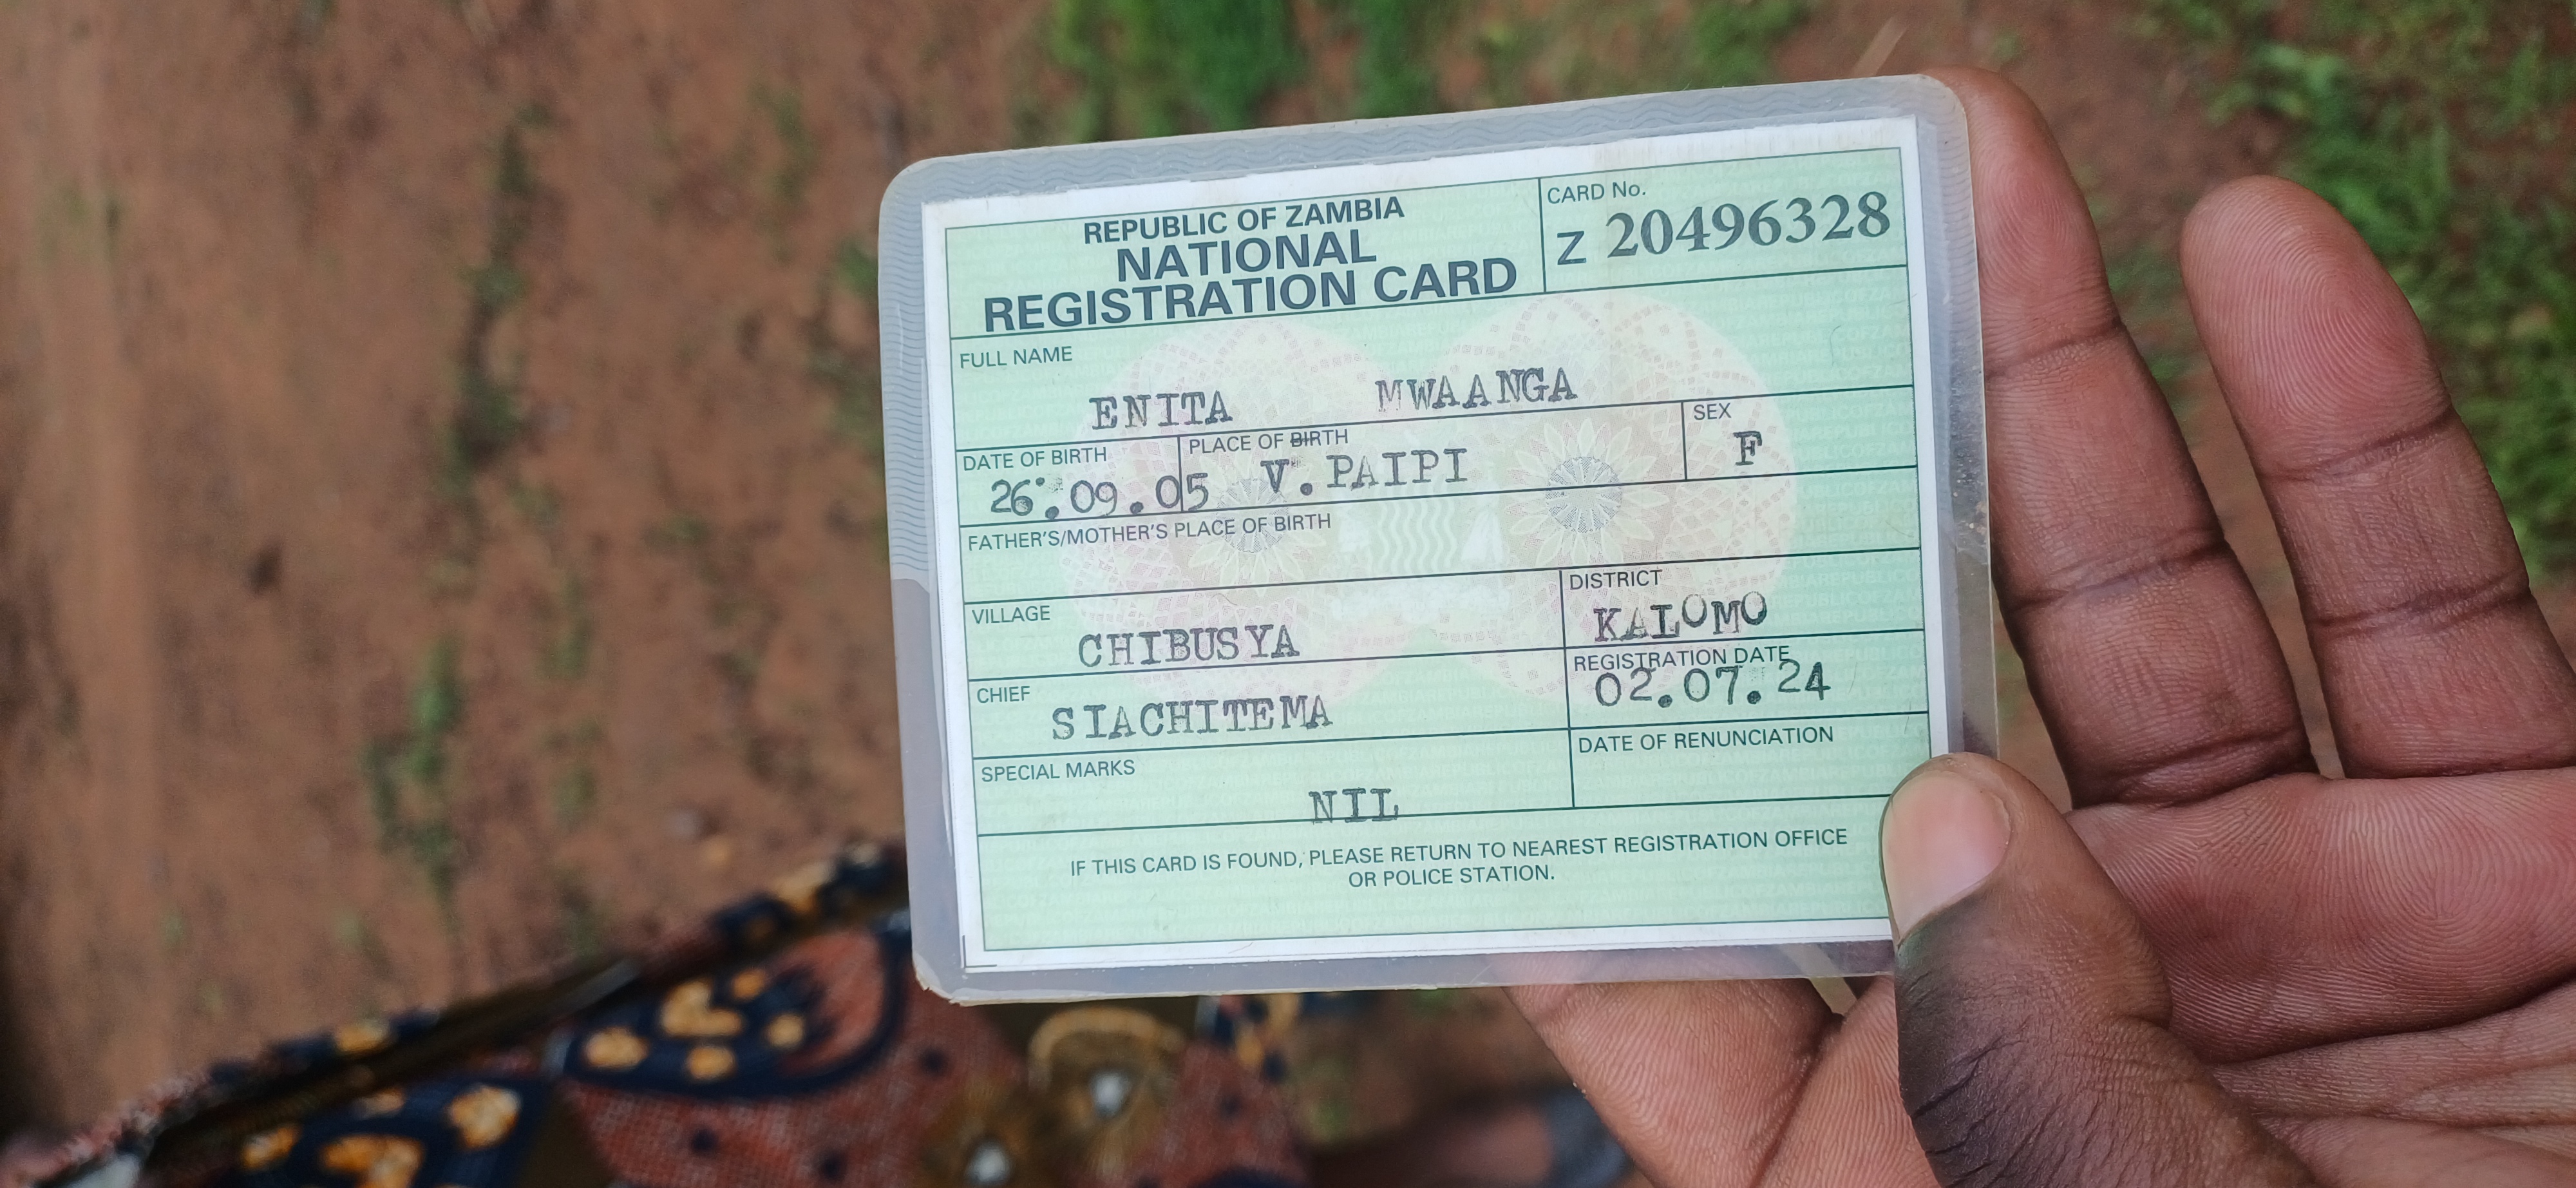 REPUBLIC OF ZAMBIA
NATIONAL
REGISTRATION CARD
CARD No.
Z 20496328
FULL NAME
ENITA MWAANGA
DATE OF BIRTH
26.09.05
PLACE OF BIRTH
V.PAIPI
SEX
F
FATHER'S/MOTHER'S PLACE OF BIRTH
VILLAGE
CHIBUSYA
DISTRICT
KALOMO
CHIEF
SIACHITEMA
REGISTRATION DATE
02.07.24
SPECIAL MARKS
NIL
DATE OF RENUNCIATION
IF THIS CARD IS FOUND, PLEASE RETURN TO NEAREST REGISTRATION OFFICE
OR POLICE STATION.